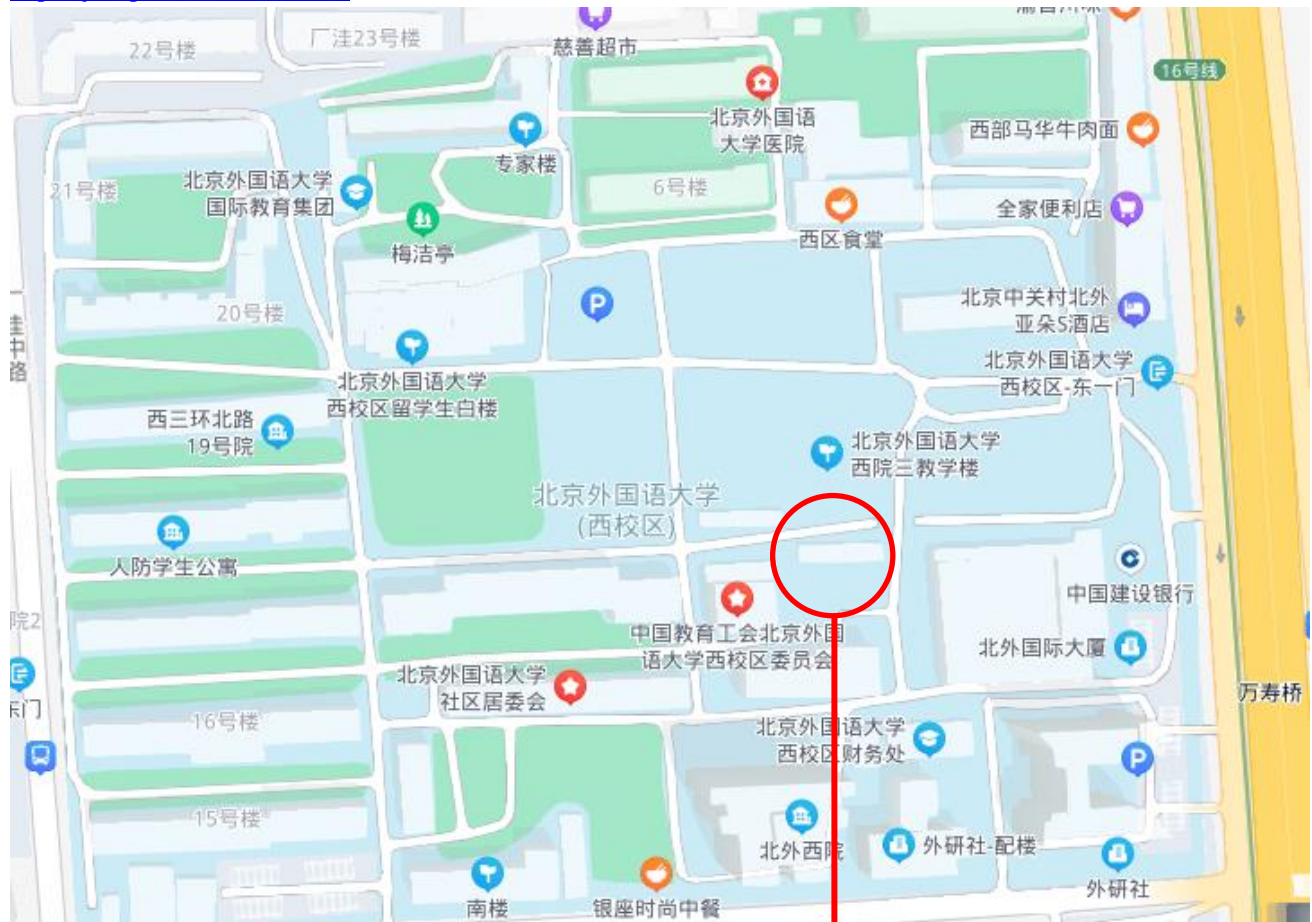 22号楼
厂洼23号楼
慈善超市
16号线
北京外国语
大学医院
西部马华牛肉面
专家楼
21号楼
北京外国语大学
国际教育集团
6号楼
全家便利店
梅洁亭
西区食堂
20号楼
P
北京中关村北外
亚朵S酒店
北京外国语大学
西校区-东一门
北京外国语大学
西校区留学生白楼
西三环北路
19号院
北京外国语大学
西院三教学楼
北京外国语大学
(西校区)
人防学生公寓
中国建设银行
中国教育工会北京外国
语大学西校区委员会
北外国际大厦
北京外国语大学
社区居委会
万寿桥
16号楼
北京外国语大学
西校区财务处
P
15号楼
北外西院
外研社-配楼
外研社
南楼
银座时尚中餐